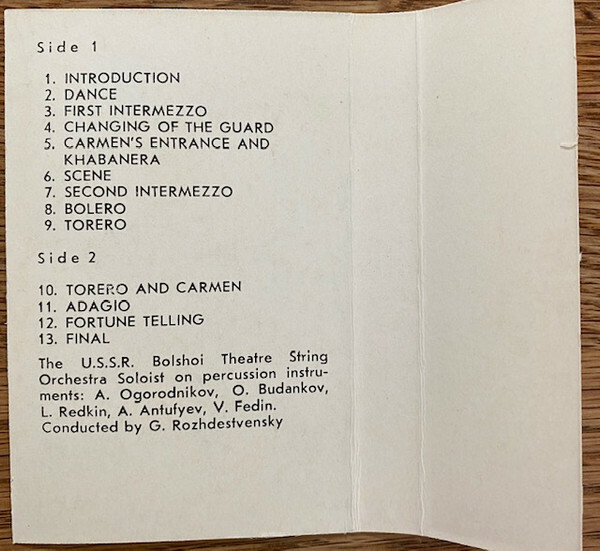 Side 1
1. INTRODUCTION
2. DANCE
3. FIRST INTERMEZZO
4. CHANGING OF THE GUARD
5. CARMEN'S ENTRANCE AND
KHABANERA
6. SCENE
7. SECOND INTERMEZZO
8. BOLERO
9. TORERO
Side 2
10. TORERO AND CARMEN
11. ADAGIO
12. FORTUNE TELLING
13. FINAL
The U.S.S.R. Bolshoi Theatre String
Orchestra Soloist on percussion instru-
ments: A. Ogorodnikov, O. Budankov,
L. Redkin, A. Antufyev, V. Fedin.
Conducted by G. Rozhdestvensky